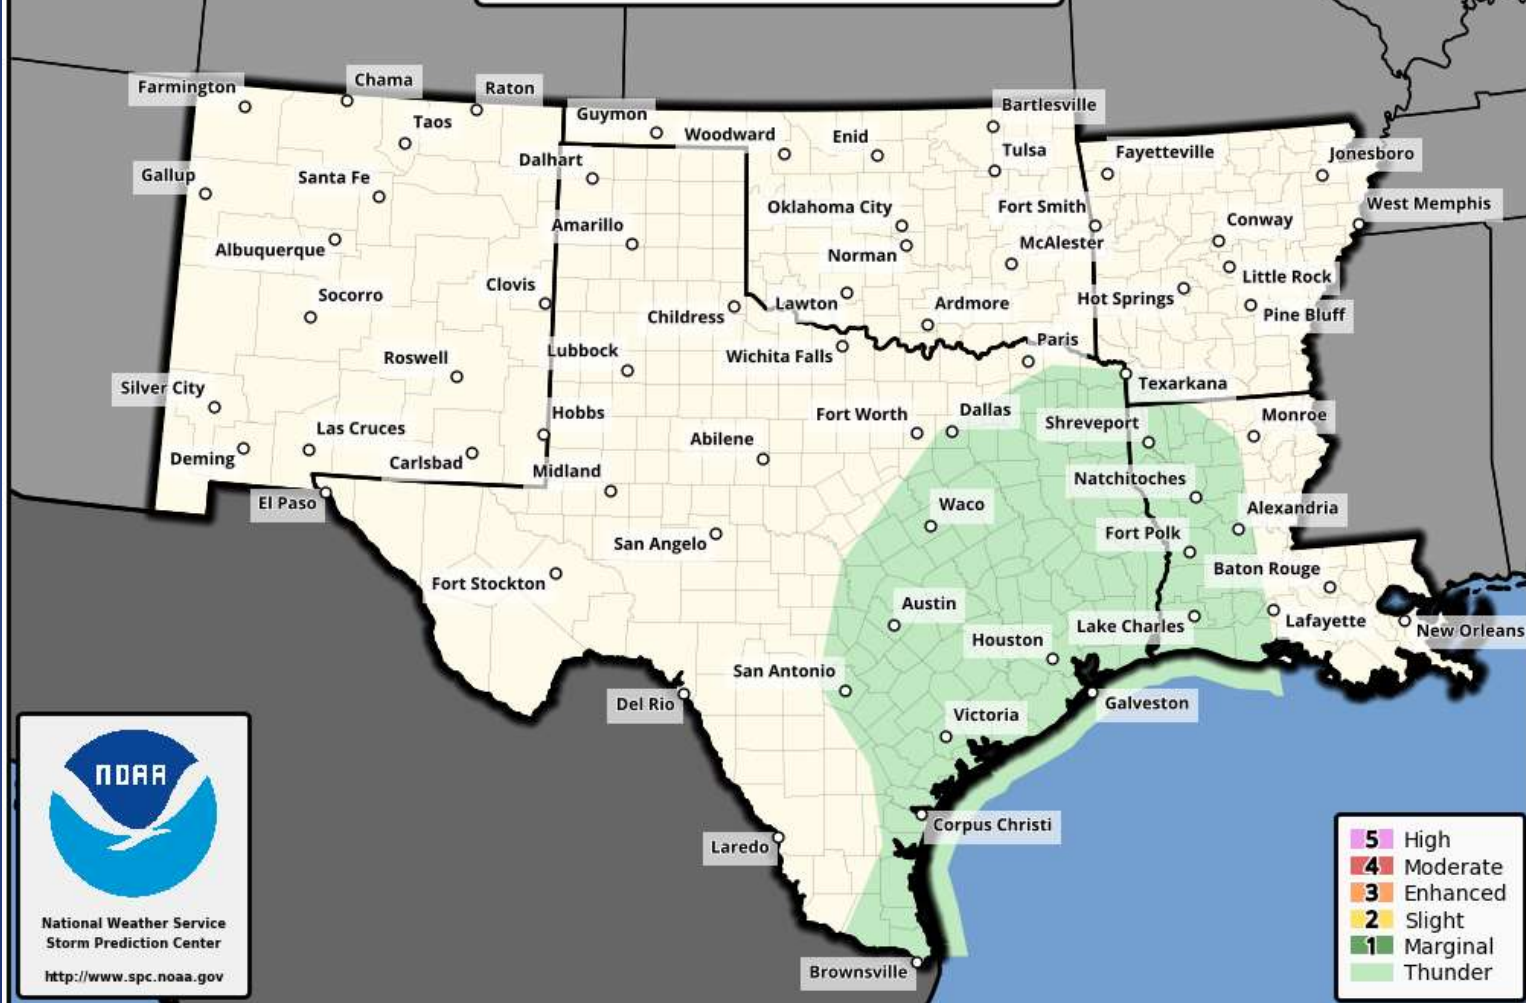 Farmington
Chama
Raton
Taos
Guymon
Woodward
Enid
Bartlesville
Tulsa
Fayetteville
Jonesboro
Gallup
Santa Fe
Dalhart
Amarillo
Oklahoma City
Norman
Fort Smith
McAlester
Conway
West Memphis
Albuquerque
Socorro
Clovis
Childress
Lawton
Ardmore
Hot Springs
Little Rock
Pine Bluff
Roswell
Lubbock
Wichita Falls
Paris
Texarkana
Silver City
Las Cruces
Hobbs
Abilene
Fort Worth
Dallas
Shreveport
Monroe
Deming
Carlsbad
Midland
Natchitoches
El Paso
San Angelo
Waco
Fort Polk
Alexandria
Fort Stockton
Baton Rouge
Austin
Houston
Lake Charles
Lafayette
New Orleans
San Antonio
Del Rio
Victoria
Galveston
Laredo
Corpus Christi
Brownsville
NOAA
National Weather Service
Storm Prediction Center
http://www.spc.noaa.gov
5 High
4 Moderate
3 Enhanced
2 Slight
1 Marginal
Thunder